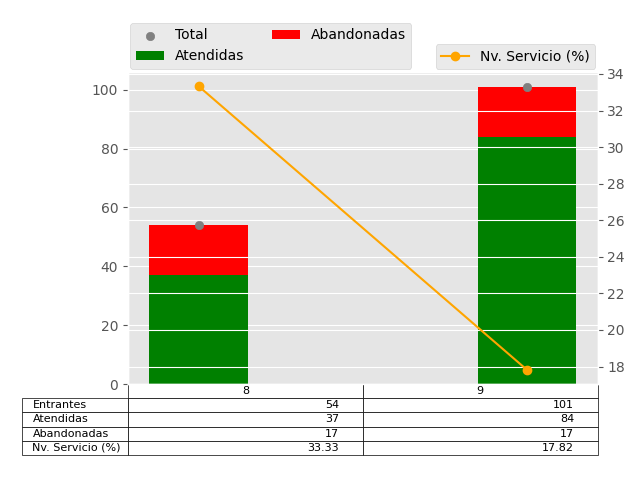 Total
Abandonadas
Atendidas
Nv. Servicio (%)
100
80
60
40
20
0
34
32
30
28
26
24
22
20
18
8 9
Entrantes 54 101
Atendidas 37 84
Abandonadas 17 17
Nv. Servicio (%) 33.33 17.82